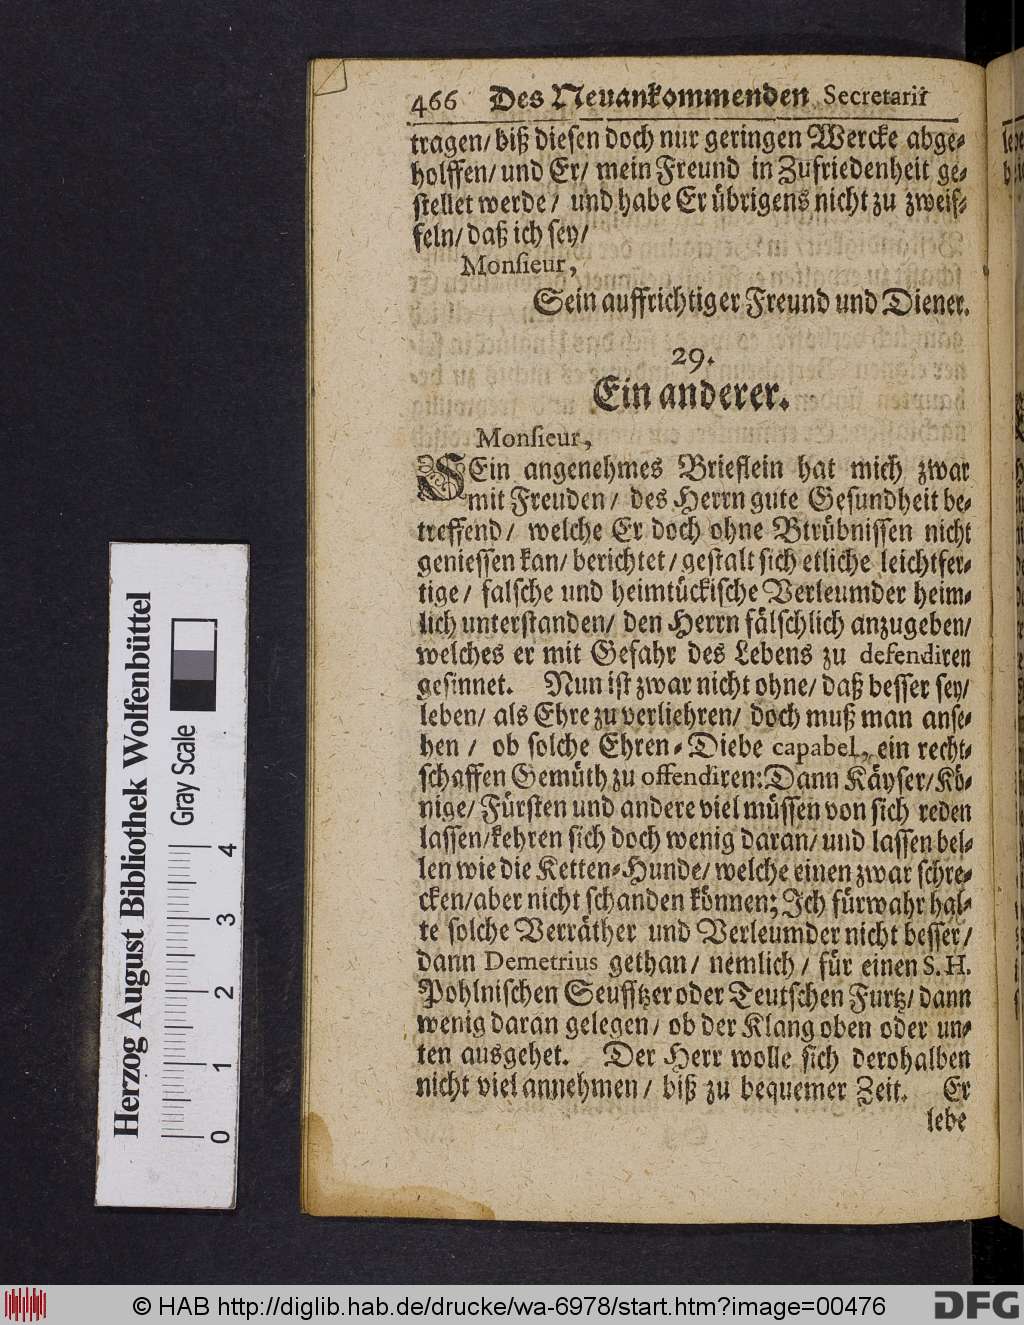 466 Des Neuankommenden Secretarii
tragen/ biß diesen doch nur geringen Wercke abge-
holffen/ und Er/ mein Freund in Zufriedenheit ge-
stellet werde/ und habe Er übrigens nicht zu zweif-
feln/ daß ich sey/
Monsieur,
Sein auffrichtiger Freund und Diener.
29.
Ein anderer.
Monsieur,
SEin angenehmes Brieflein hat mich zwar
mit Freuden/ des Herrn gute Gesundheit be-
treffend/ welche Er doch ohne Btrübnissen nicht
geniessen kan/ berichtet/ gestalt sich etliche leichtfer-
tige/ falsche und heimtückische Verleumder heim-
lich unterstanden/ den Herrn fälschlich anzugeben/
welches er mit Gefahr des Lebens zu defendiren
gesinnet. Nun ist zwar nicht ohne/ daß besser sey/
leben/ als Ehre zu verliehren/ doch muß man anse-
hen / ob solche Ehren-Diebe capabel, ein recht-
schaffen Gemüth zu offendiren: Dann Käyser/ Kö-
nige/ Fürsten und andere viel müssen von sich reden
lassen/ kehren sich doch wenig daran/ und lassen bel-
len wie die Ketten-Hunde/ welche einen zwar schre-
cken/ aber nicht schanden können; Ich fürwahr hal-
te solche Verräther und Verleumder nicht besser/
dann Demetrius gethan/ nemlich/ für einen S. H.
Pohlnischen Seufftzer oder Teutschen Furtz/ dann
wenig daran gelegen/ ob der Klang oben oder un-
ten ausgehet. Der Herr wolle sich derohalben
nicht viel annehmen/ biß zu bequemer Zeit. Er
lebe
Herzog August Bibliothek Wolfenbüttel
Gray Scale
0 1 2 3 4
© HAB http://diglib.hab.de/drucke/wa-6978/start.htm?image=00476
DFG